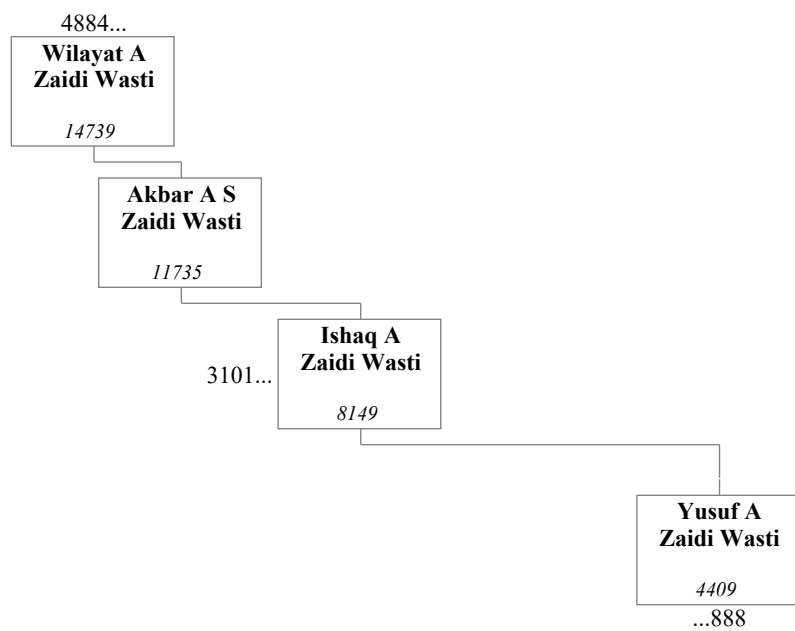 4884...
Wilayat A
Zaidi Wasti
14739
Akbar A S
Zaidi Wasti
11735
Ishaq A
Zaidi Wasti
3101...
8149
Yusuf A
Zaidi Wasti
4409
...888